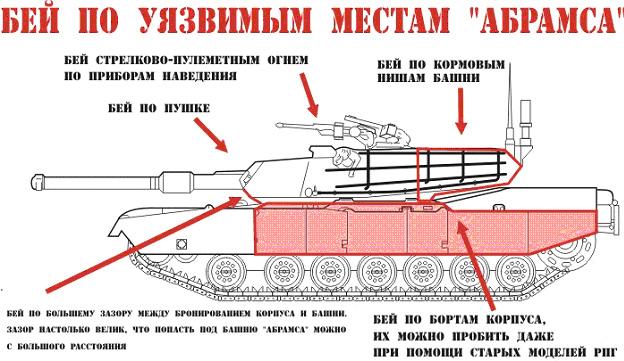 БЕЙ ПО УЯЗВИМЫМ МЕСТАМ "АБРАМСА"
БЕЙ СТРЕЛКОВО-ПУЛЕМЕТНЫМ ОГНЕМ
ПО ПРИБОРАМ НАВЕДЕНИЯ
БЕЙ ПО КОРМОВЫМ
НИШАМ БАШНИ
БЕЙ ПО ПУШКЕ
БЕЙ ПО БОЛЬШЕМУ ЗАЗОРУ МЕЖДУ БРОНИРОВАНИЕМ КОРПУСА И БАШНИ.
ЗАЗОР НАСТОЛЬКО ВЕЛИК, ЧТО ПОПАСТЬ ПОД БАШНЮ "АБРАМСА" МОЖНО
С БОЛЬШОГО РАССТОЯНИЯ
БЕЙ ПО БОРТАМ КОРПУСА,
ИХ МОЖНО ПРОБИТЬ ДАЖЕ
ПРИ ПОМОЩИ СТАРЫХ МОДЕЛЕЙ РПГ